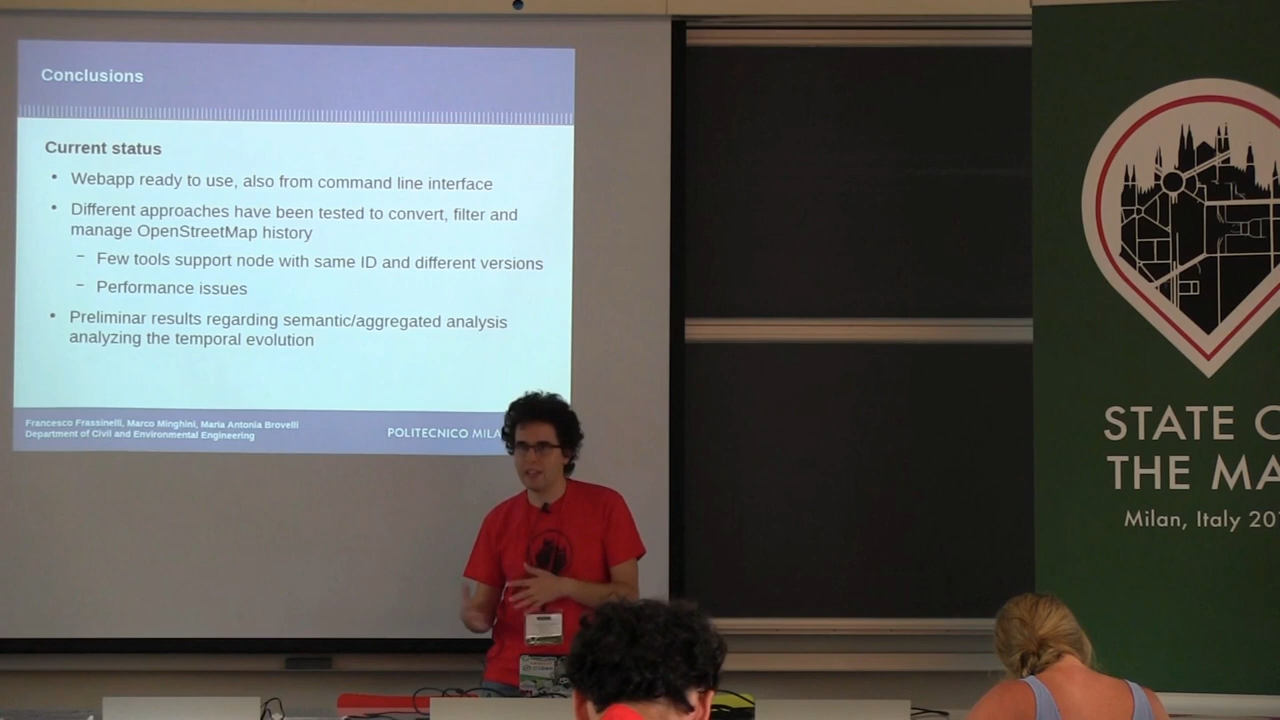 Conclusions
Current status
• Webapp ready to use, also from command line interface
• Different approaches have been tested to convert, filter and
manage OpenStreetMap history
– Few tools support node with same ID and different versions
– Performance issues
• Preliminar results regarding semantic/aggregated analysis
analyzing the temporal evolution
Francesco Frassinelli, Marco Minghini, Maria Antonia Brovelli
Department of Civil and Environmental Engineering
POLITECNICO MILA
STATE O
THE MA
Milan, Italy 20